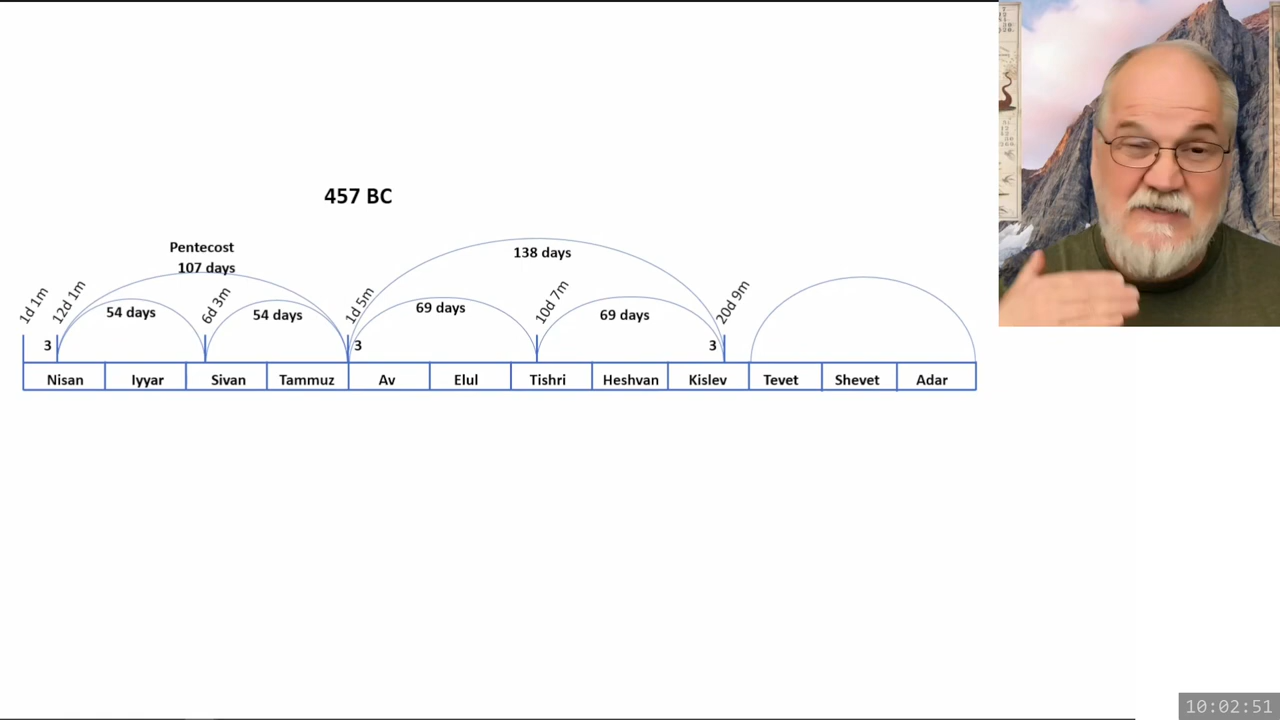 457 BC
Pentecost
107 days
138 days
1d 1m
12d 1m
6d 3m
1d 5m
10d 7m
20d 9m
54 days
54 days
69 days
69 days
3
3
3
Nisan Iyyar Sivan Tammuz Av Elul Tishri Heshvan Kislev Tevet Shevet Adar
10:02:51